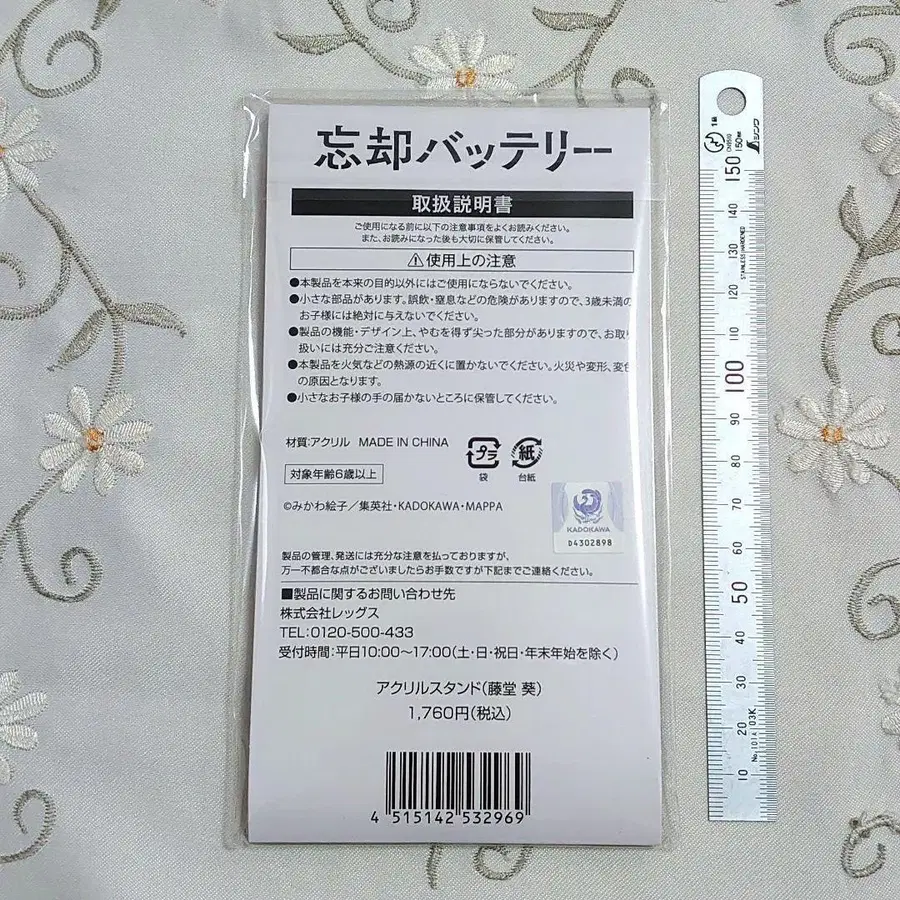 忘却バッテリー
取扱説明書
ご使用になる前に以下の注意事項をよくお読みください。
また、お読みになった後も大切に保管してください。
⚠使用上の注意
●本製品を本来の目的以外にはご使用にならないでください。
●小さな部品があります。誤飲・窒息などの危険がありますので、3歳未満の
お子様には絶対に与えないでください。
●製品の機能・デザイン上、やむを得ず尖った部分がありますので、お取り
扱いには充分ご注意ください。
●本製品を火気などの熱源の近くに置かないでください。火災や変形、変色
の原因となります。
●小さなお子様の手の届かないところに保管してください。
材質:アクリル MADE IN CHINA
プラ 紙
袋 台紙
対象年齢6歳以上
©みかわ絵子/集英社・KADOKAWA・MAPPA
KADOKAWA
D4302898
製品の管理、発送には充分な注意を払っておりますが、
万一不都合な点がございましたらお手数ですが下記までご連絡ください。
■製品に関するお問い合わせ先
株式会社レッグス
TEL:0120-500-433
受付時間:平日10:00〜17:00(土・日・祝日・年末年始を除く)
アクリルスタンド(藤堂 葵)
1,760円(税込)
4 515142 532969
シンワ
STAINLESS HARDENED
150
140
130
120
110
100
90
80
70
60
50
40
30
20
10
No.101A 03K